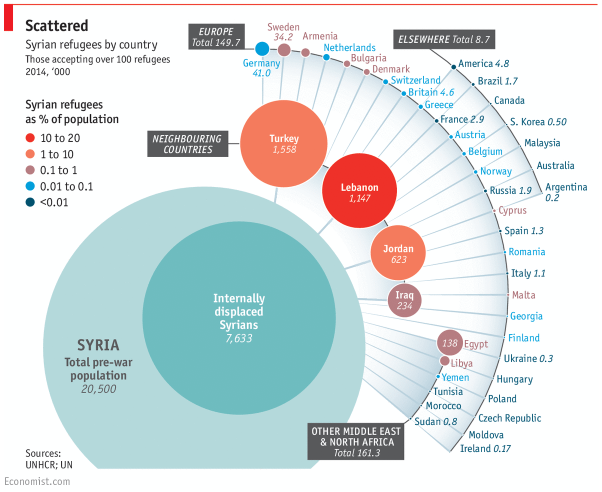 Scattered
Syrian refugees by country
Those accepting over 100 refugees
2014, '000
Syrian refugees
as % of population
10 to 20
1 to 10
0.1 to 1
0.01 to 0.1
<0.01
EUROPE
Total 149.7
Germany
41.0
Sweden
34.2
Armenia
Netherlands
Bulgaria
Denmark
Switzerland
Britain 4.6
Greece
France 2.9
Austria
Belgium
Norway
Russia 1.9
Cyprus
Spain 1.3
Romania
Italy 1.1
Malta
Georgia
Finland
Ukraine 0.3
Hungary
Poland
Czech Republic
Moldova
Ireland 0.17
ELSEWHERE Total 8.7
America 4.8
Brazil 1.7
Canada
S. Korea 0.50
Malaysia
Australia
Argentina
0.2
NEIGHBOURING
COUNTRIES
Turkey
1,558
Lebanon
1,147
Jordan
623
Iraq
234
138 Egypt
Libya
Yemen
Tunisia
Morocco
Sudan 0.8
OTHER MIDDLE EAST
& NORTH AFRICA
Total 161.3
Internally
displaced
Syrians
7,633
SYRIA
Total pre-war
population
20,500
Sources:
UNHCR; UN
Economist.com